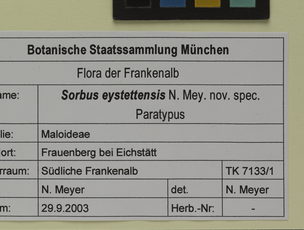 Botanische Staatssammlung München
Flora der Frankenalb
ame: Sorbus eystettensis N. Mey. nov. spec.
Paratypus
ilie: Maloideae
ort: Frauenberg bei Eichstätt
rraum: Südliche Frankenalb TK 7133/1
N. Meyer det. N. Meyer
m: 29.9.2003 Herb.-Nr: -